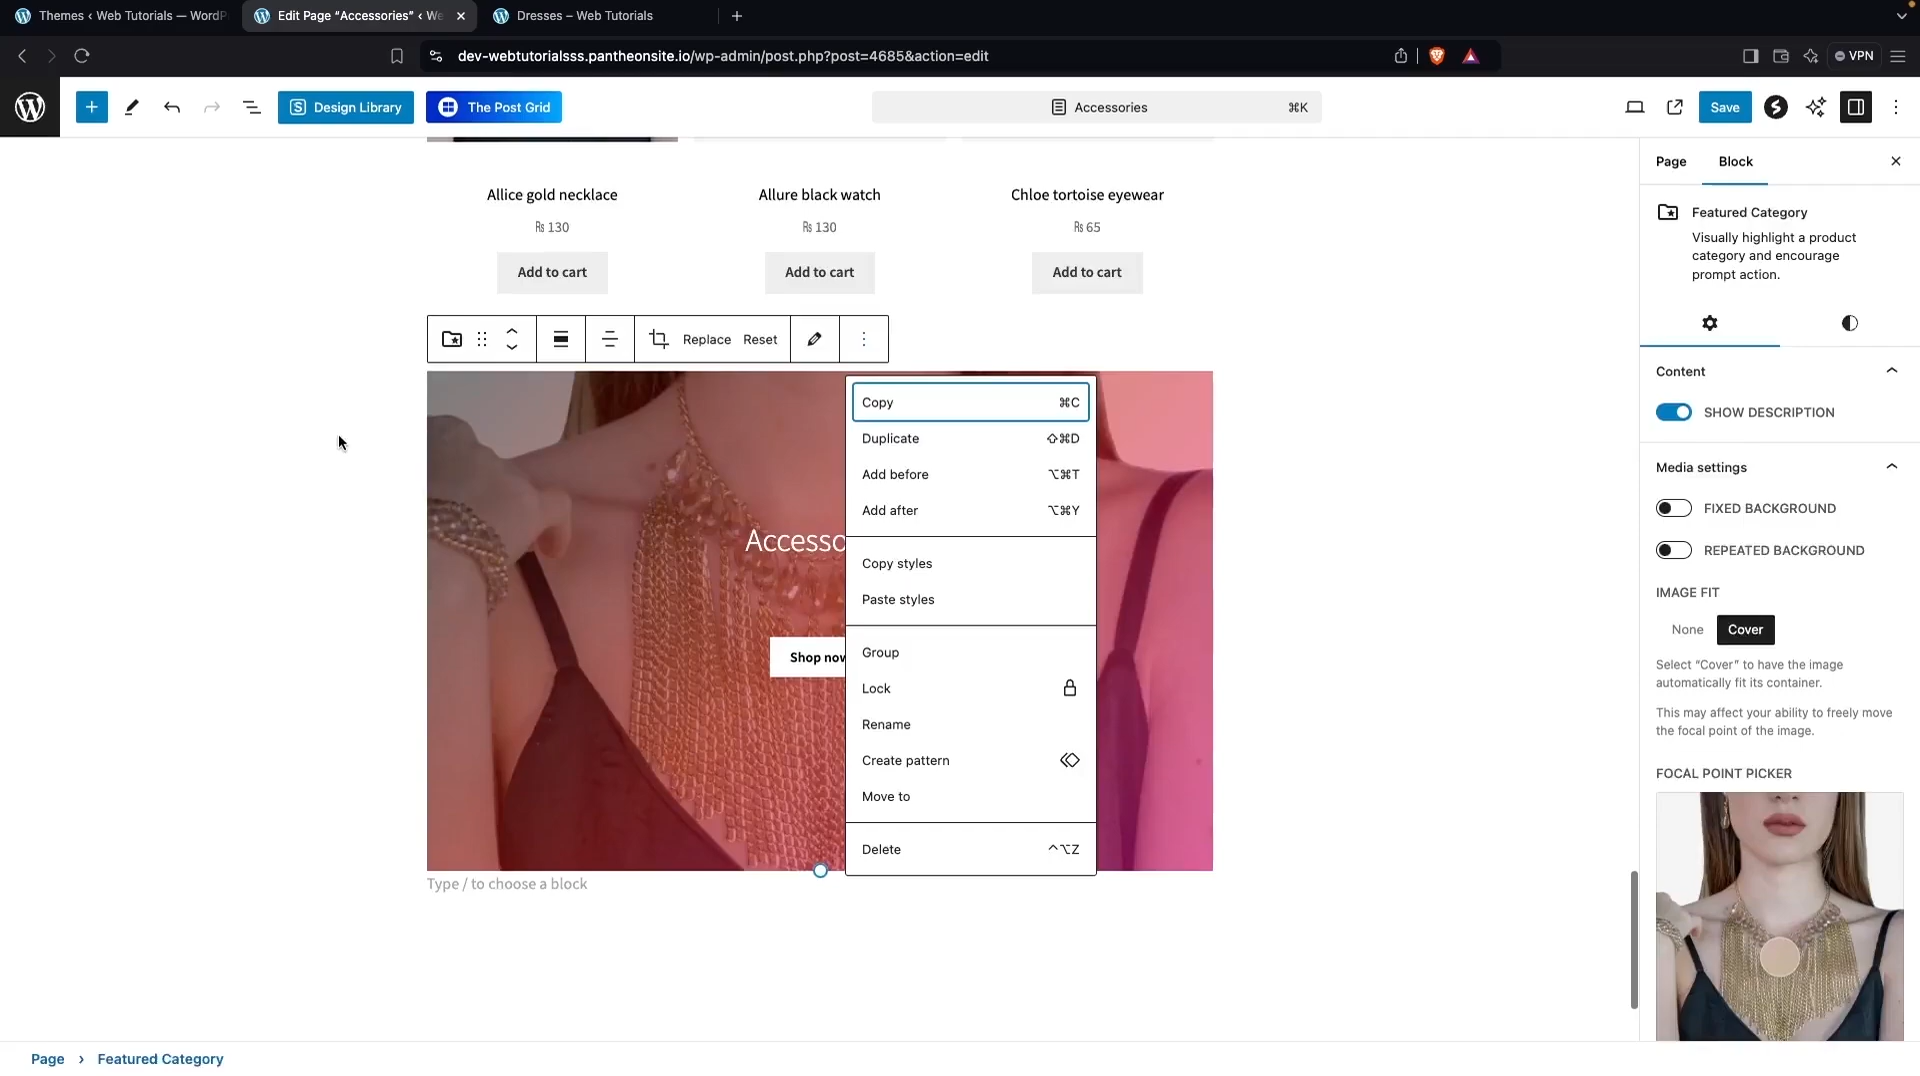 Themes ‹ Web Tutorials — WordP
Edit Page “Accessories” ‹ We
Dresses – Web Tutorials
dev-webtutorialsss.pantheonsite.io/wp-admin/post.php?post=4685&action=edit
VPN
Design Library
The Post Grid
Accessories
⌘K
Save
Page
Block
Allice gold necklace
Allure black watch
Chloe tortoise eyewear
₨ 130
₨ 130
₨ 65
Add to cart
Add to cart
Add to cart
Replace
Reset
Accesso
Shop now
Copy ⌘C
Duplicate ⇧⌘D
Add before ⌥⌘T
Add after ⌥⌘Y
Copy styles
Paste styles
Group
Lock
Rename
Create pattern
Move to
Delete ^⌥Z
Type / to choose a block
Featured Category
Visually highlight a product
category and encourage
prompt action.
Content
SHOW DESCRIPTION
Media settings
FIXED BACKGROUND
REPEATED BACKGROUND
IMAGE FIT
None
Cover
Select “Cover” to have the image
automatically fit its container.
This may affect your ability to freely move
the focal point of the image.
FOCAL POINT PICKER
Page › Featured Category